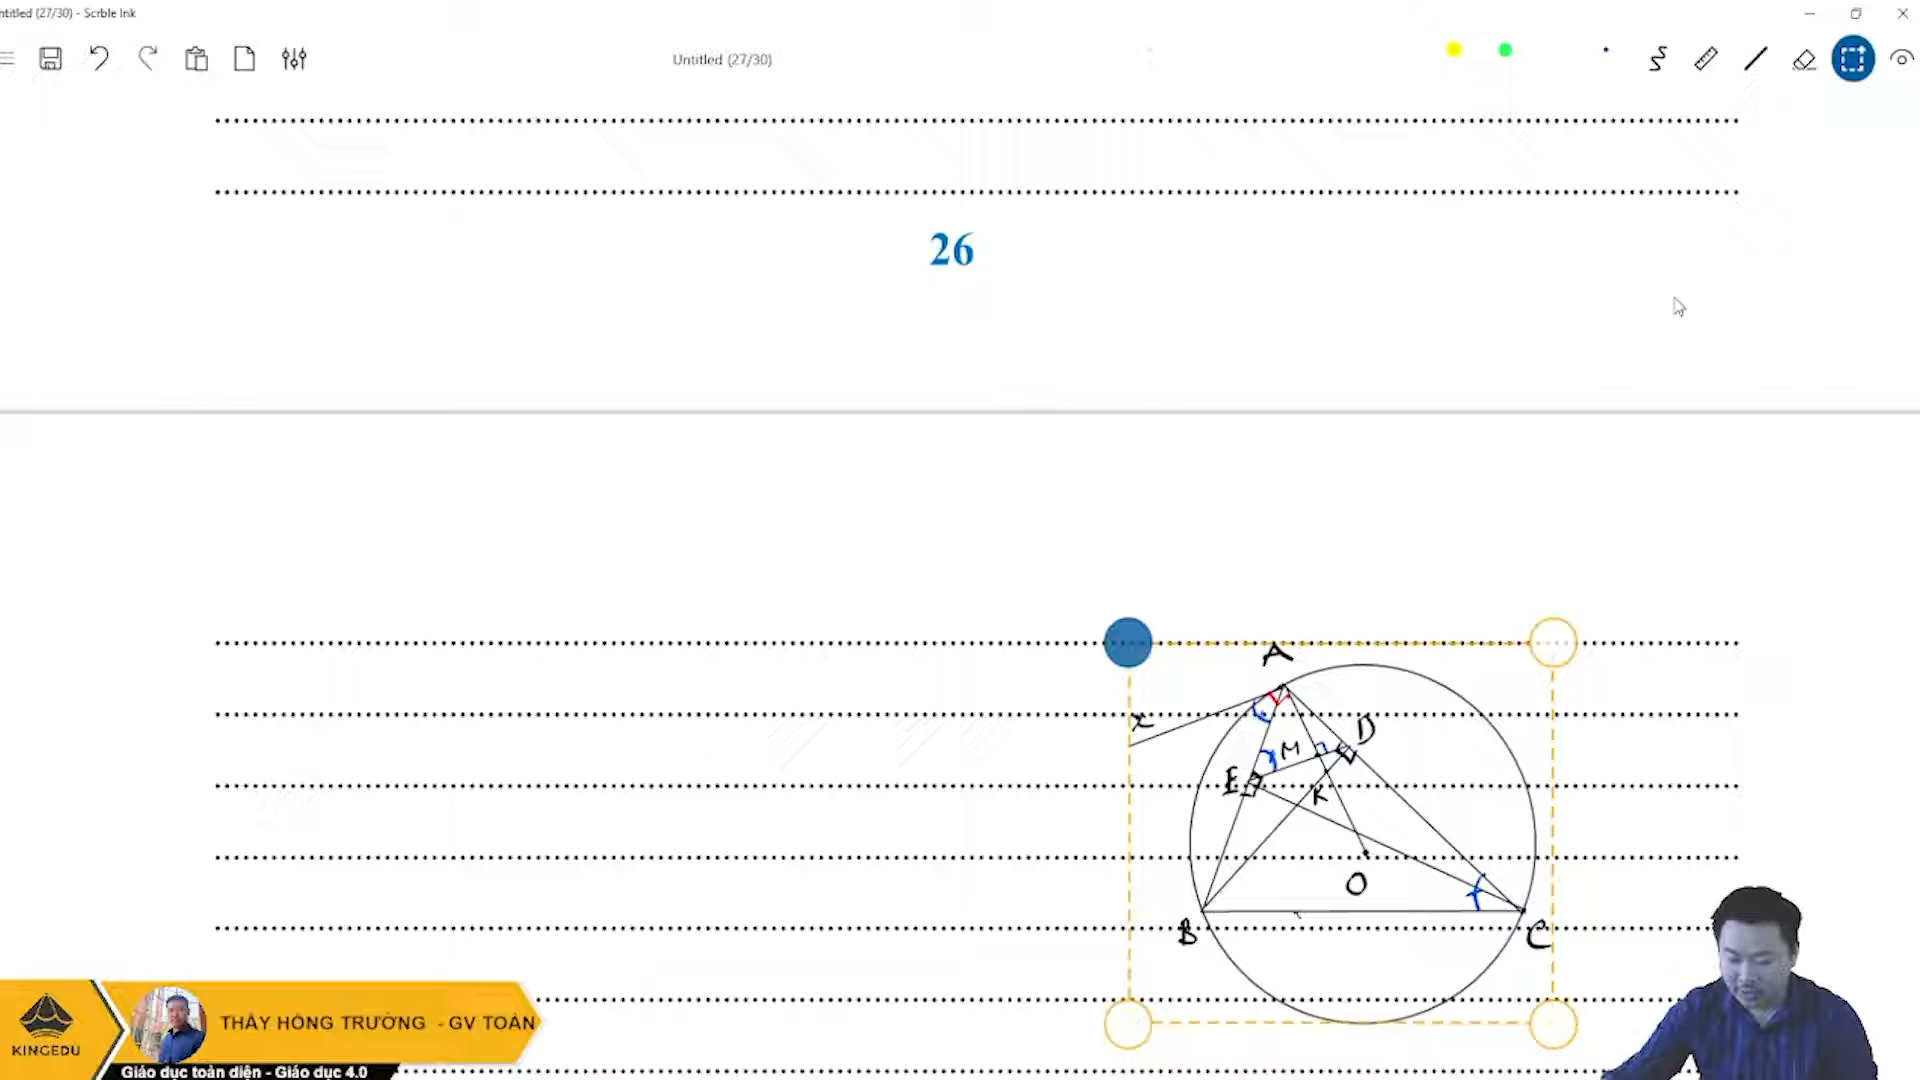 ntitled (27/30) - Scrble Ink
Untitled (27/30)
26
A
x
D
M
E
K
O
B
C
KINGEDU
THẦY HỒNG TRƯỜNG - GV TOÁN
Giáo dục toàn diện - Giáo dục 4.0